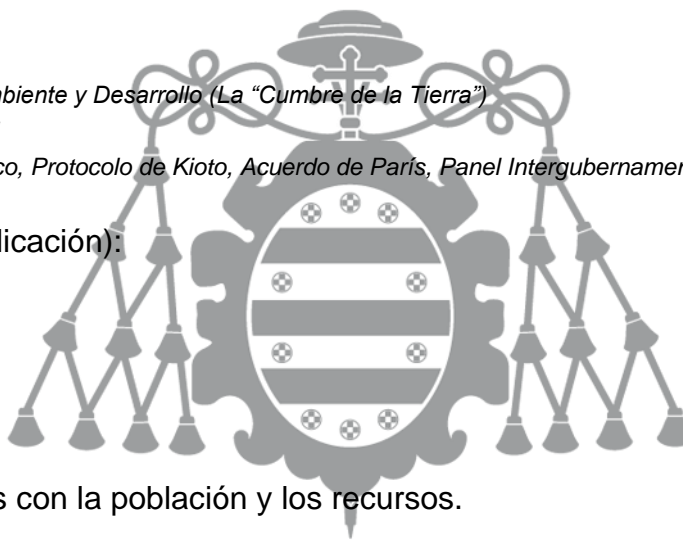 mbiente y Desarrollo (La “Cumbre de la Tierra”)
co, Protocolo de Kioto, Acuerdo de París, Panel Intergubernamen
licación):
s con la población y los recursos.